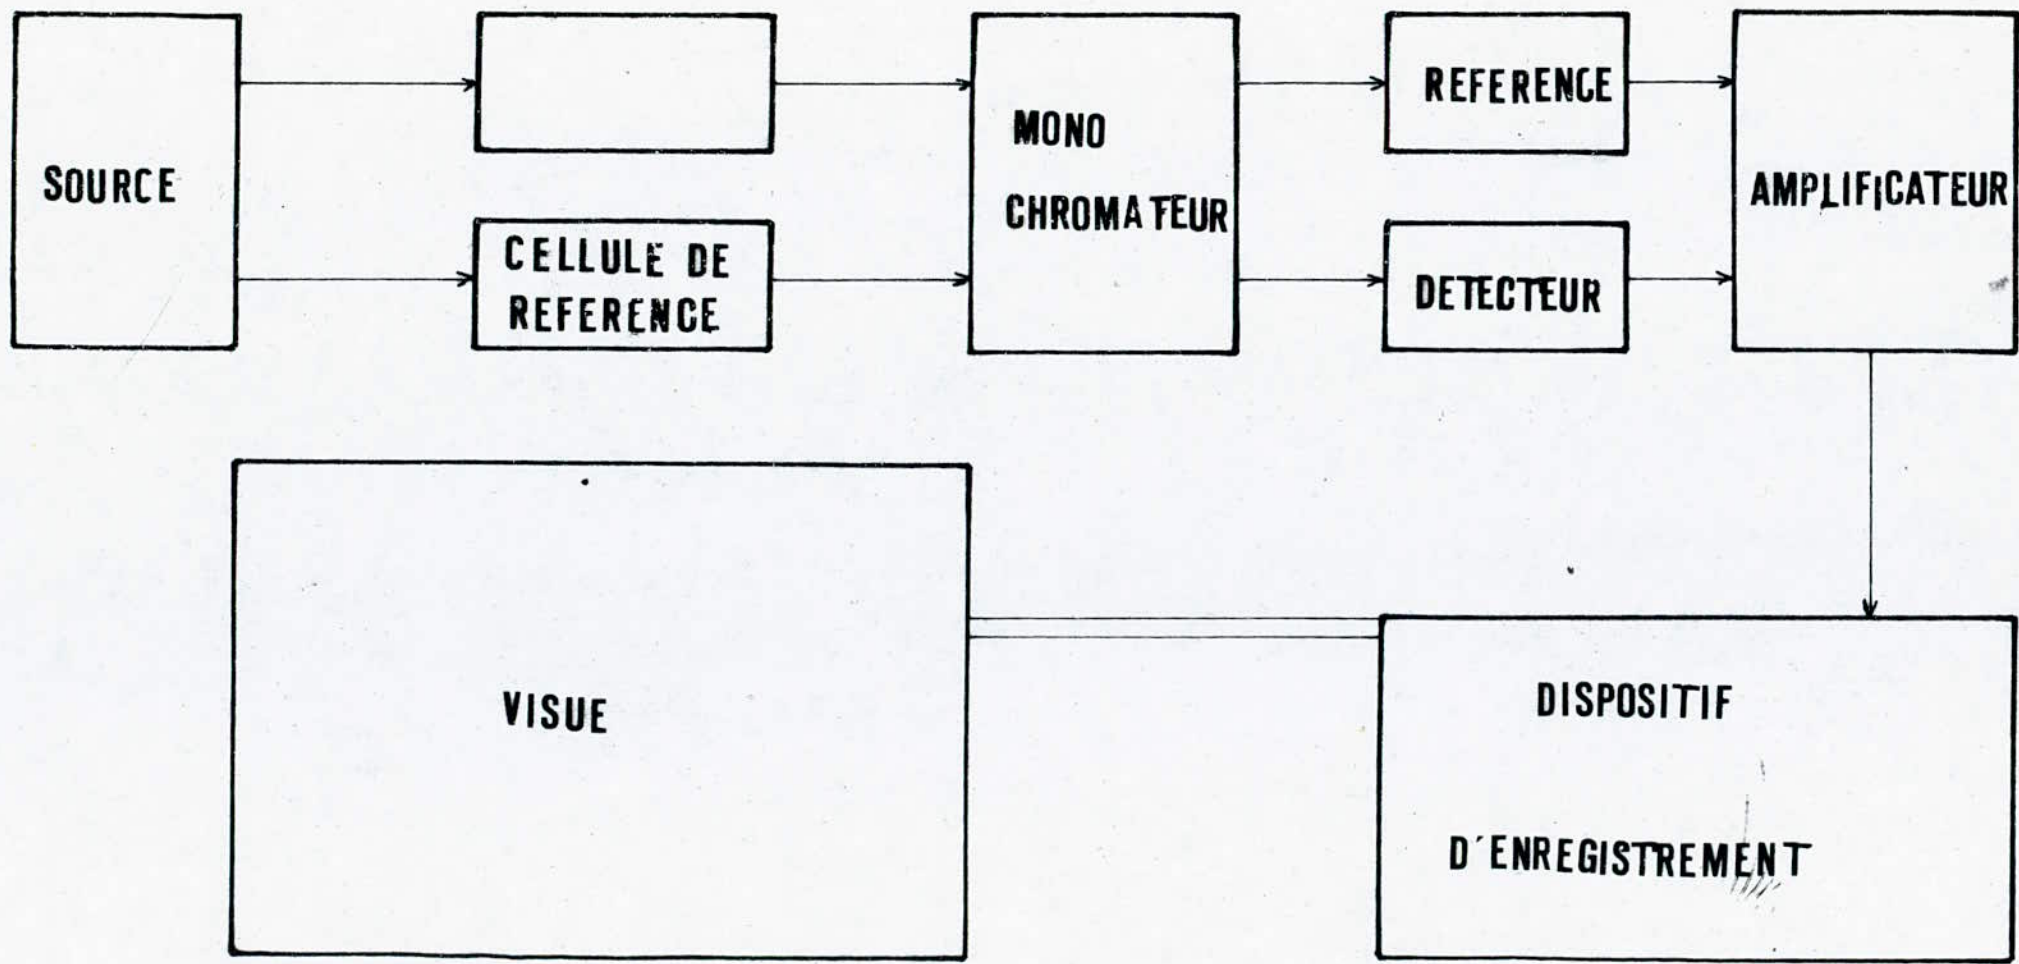 SOURCE
CELLULE DE
REFERENCE
MONO
CHROMATEUR
REFERENCE
DETECTEUR
AMPLIFICATEUR
VISUE
DISPOSITIF
D'ENREGISTREMENT